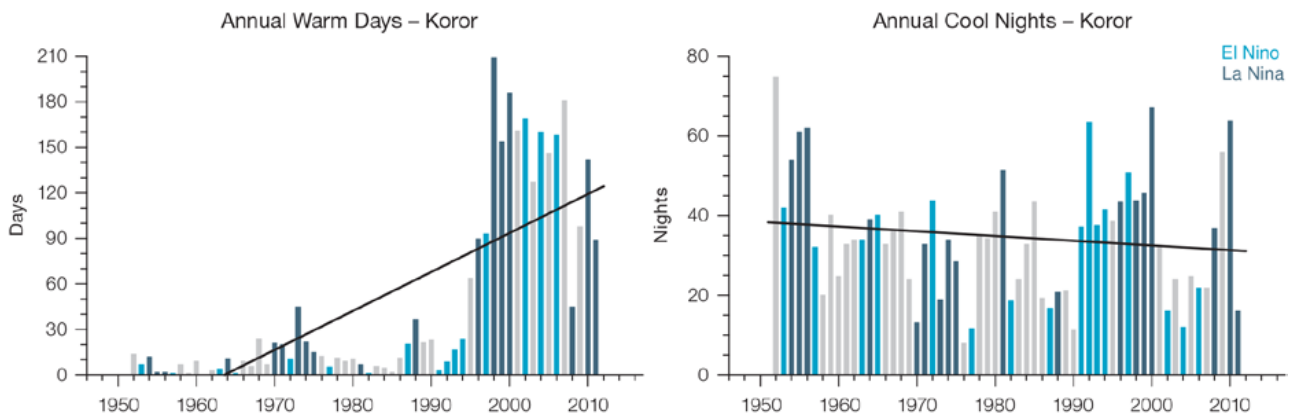 Annual Warm Days – Koror
210
180
150
120
90
60
30
0
Days
1950 1960 1970 1980 1990 2000 2010
Annual Cool Nights – Koror
El Nino
La Nina
80
60
40
20
0
Nights
1950 1960 1970 1980 1990 2000 2010